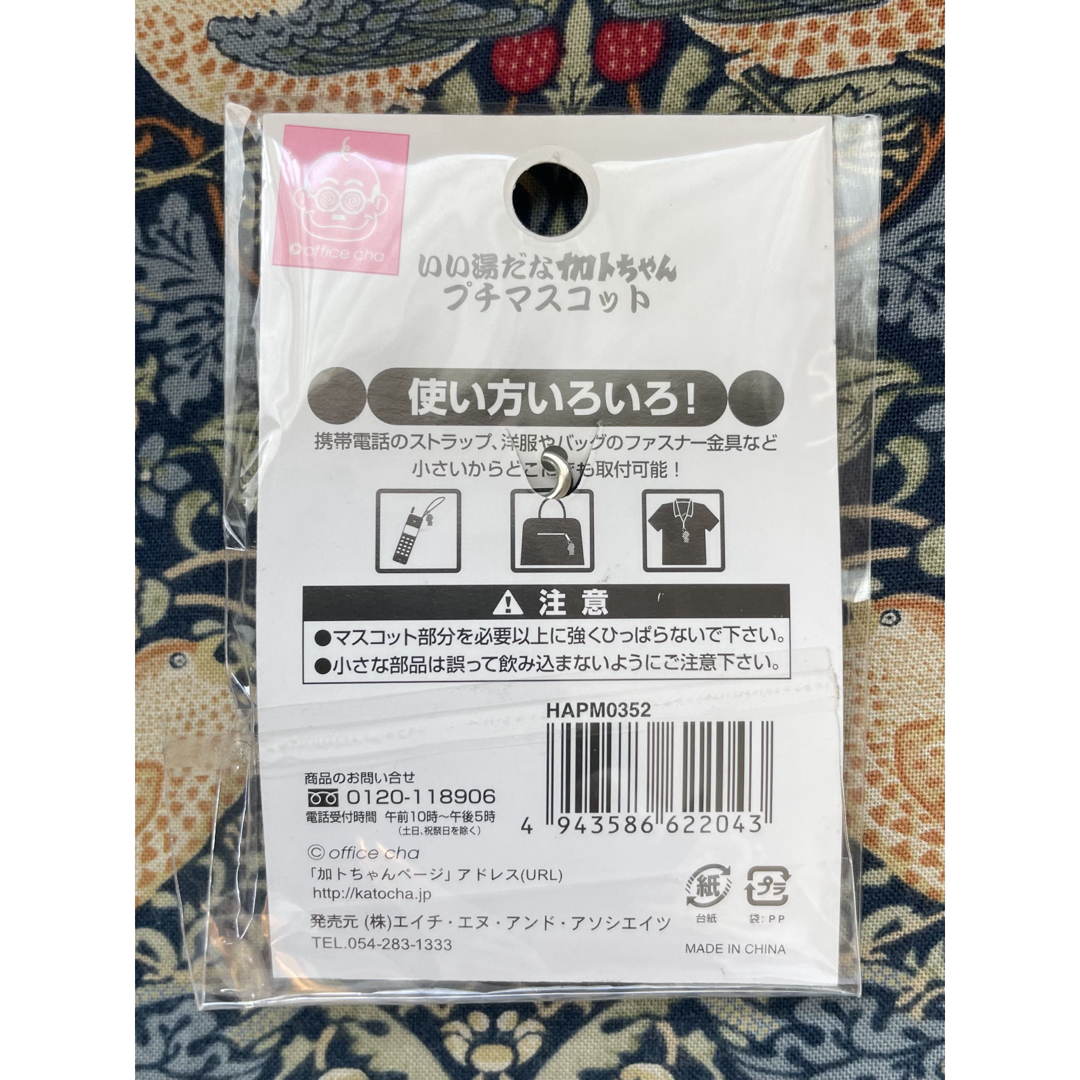 © office cha
いい湯だな加トちゃん
プチマスコット
使い方いろいろ!
携帯電話のストラップ、洋服やバッグのファスナー金具など
小さいからどこにでも取付可能!
注意
●マスコット部分を必要以上に強くひっぱらないで下さい。
●小さな部品は誤って飲み込まないようにご注意下さい。
HAPM0352
4 943586 622043
商品のお問い合せ
0120-118906
電話受付時間 午前10時～午後5時
(土日、祝祭日を除く)
© office cha
「加トちゃんページ」アドレス(URL)
http://katocha.jp
発売元 (株)エイチ・エヌ・アンド・アソシエイツ
TEL.054-283-1333
紙
台紙
プラ
袋:PP
MADE IN CHINA